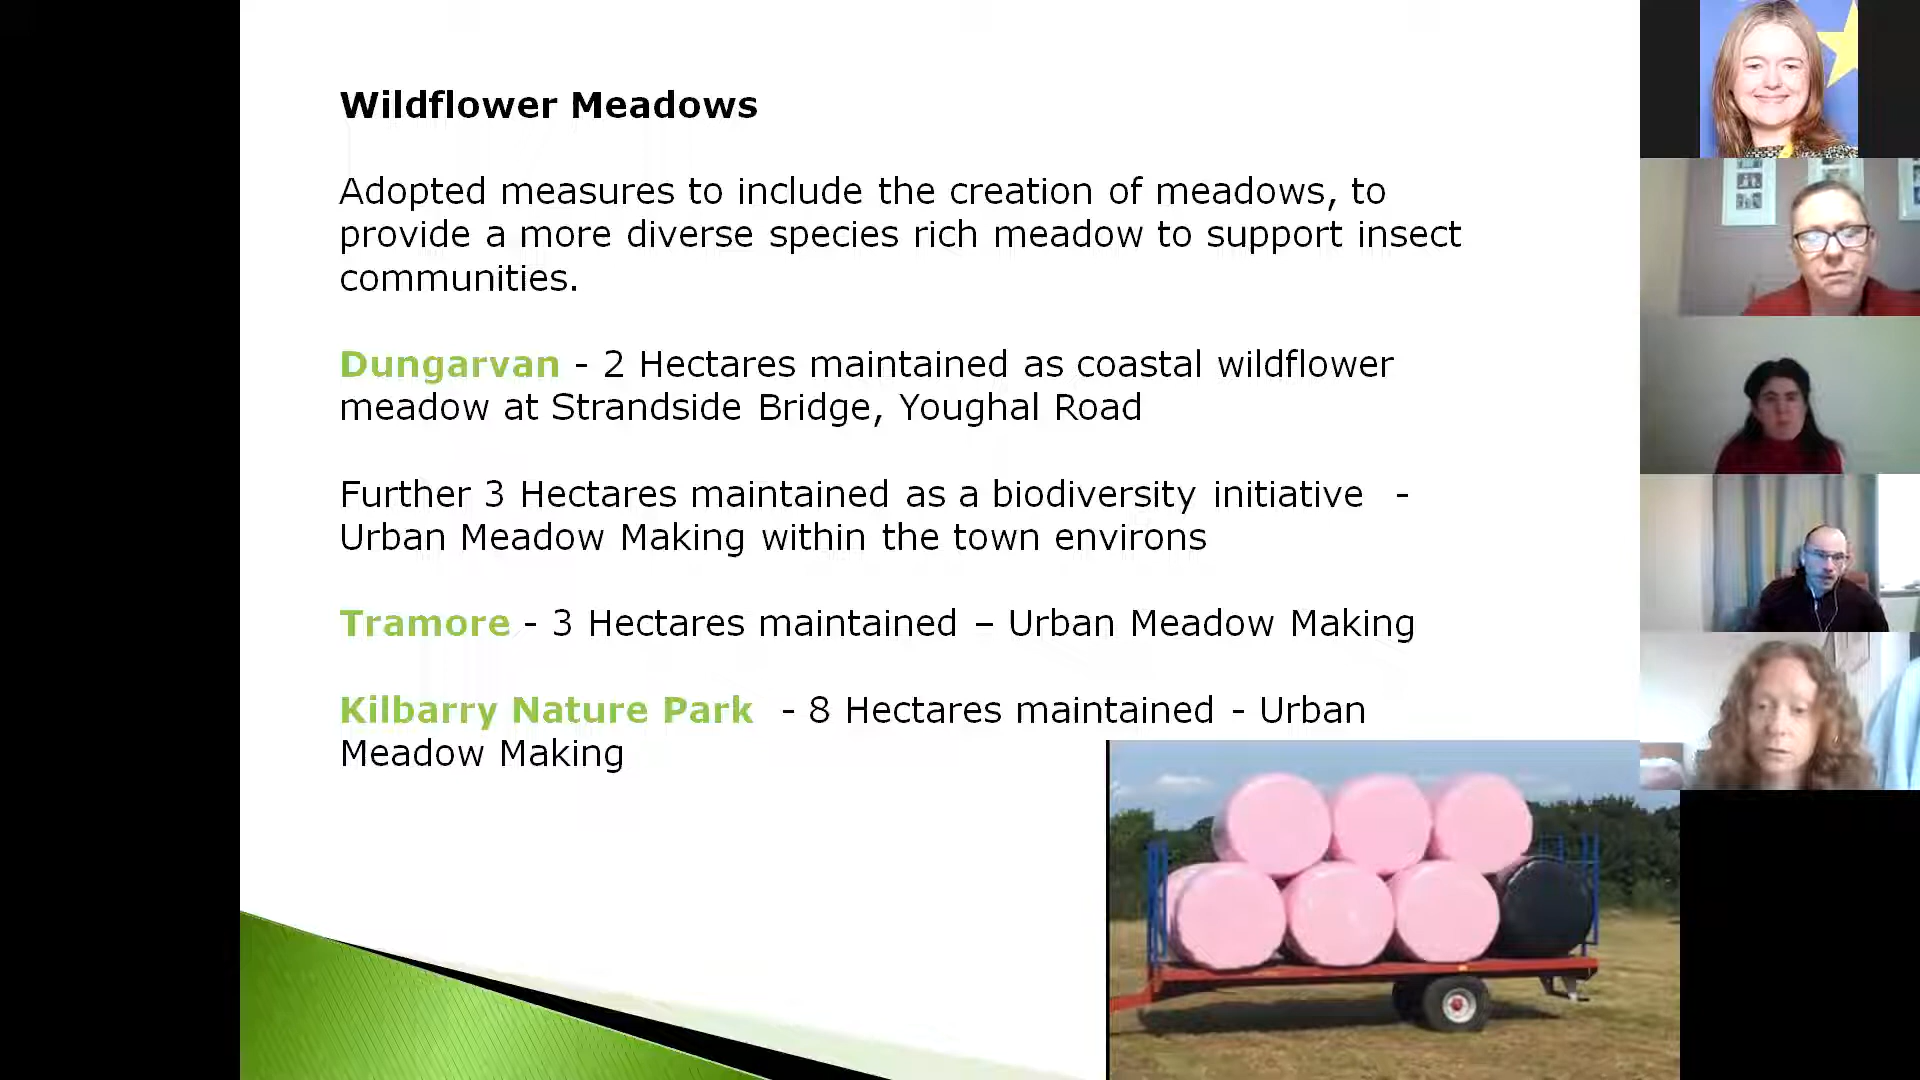 Wildflower Meadows
Adopted measures to include the creation of meadows, to
provide a more diverse species rich meadow to support insect
communities.
Dungarvan - 2 Hectares maintained as coastal wildflower
meadow at Strandside Bridge, Youghal Road
Further 3 Hectares maintained as a biodiversity initiative -
Urban Meadow Making within the town environs
Tramore - 3 Hectares maintained – Urban Meadow Making
Kilbarry Nature Park - 8 Hectares maintained - Urban
Meadow Making